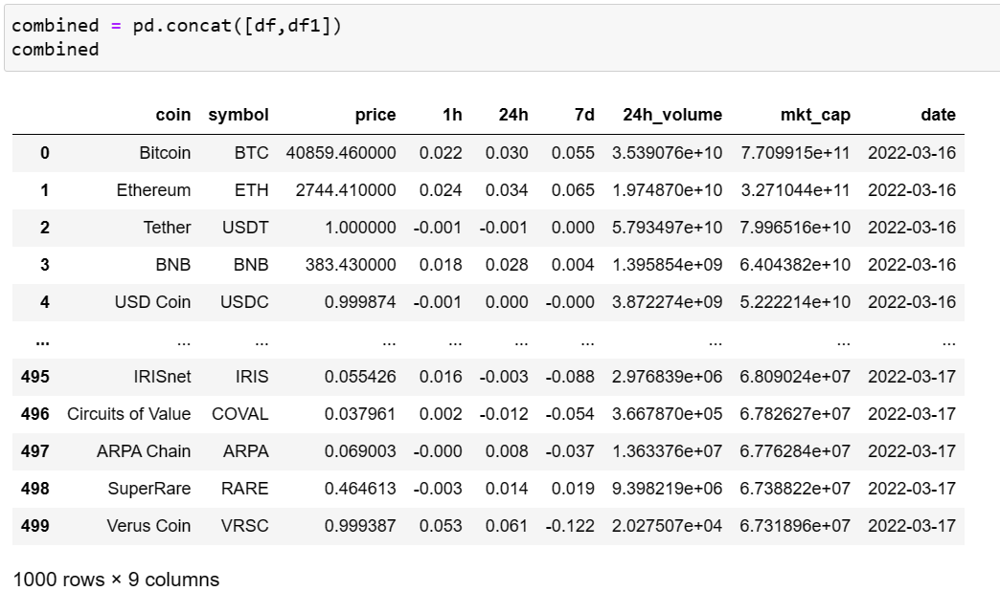 combined = pd.concat([df,df1])
combined
coin symbol price 1h 24h 7d 24h_volume mkt_cap date
0 Bitcoin BTC 40859.460000 0.022 0.030 0.055 3.539076e+10 7.709915e+11 2022-03-16
1 Ethereum ETH 2744.410000 0.024 0.034 0.065 1.974870e+10 3.271044e+11 2022-03-16
2 Tether USDT 1.000000 -0.001 -0.001 0.000 5.793497e+10 7.996516e+10 2022-03-16
3 BNB BNB 383.430000 0.018 0.028 0.004 1.395854e+09 6.404382e+10 2022-03-16
4 USD Coin USDC 0.999874 -0.001 0.000 -0.000 3.872274e+09 5.222214e+10 2022-03-16
... ... ... ... ... ... ... ... ... ...
495 IRISnet IRIS 0.055426 0.016 -0.003 -0.088 2.976839e+06 6.809024e+07 2022-03-17
496 Circuits of Value COVAL 0.037961 0.002 -0.012 -0.054 3.667870e+05 6.782627e+07 2022-03-17
497 ARPA Chain ARPA 0.069003 -0.000 0.008 -0.037 1.363376e+07 6.776284e+07 2022-03-17
498 SuperRare RARE 0.464613 -0.003 0.014 0.019 9.398219e+06 6.738822e+07 2022-03-17
499 Verus Coin VRSC 0.999387 0.053 0.061 -0.122 2.027507e+04 6.731896e+07 2022-03-17
1000 rows × 9 columns